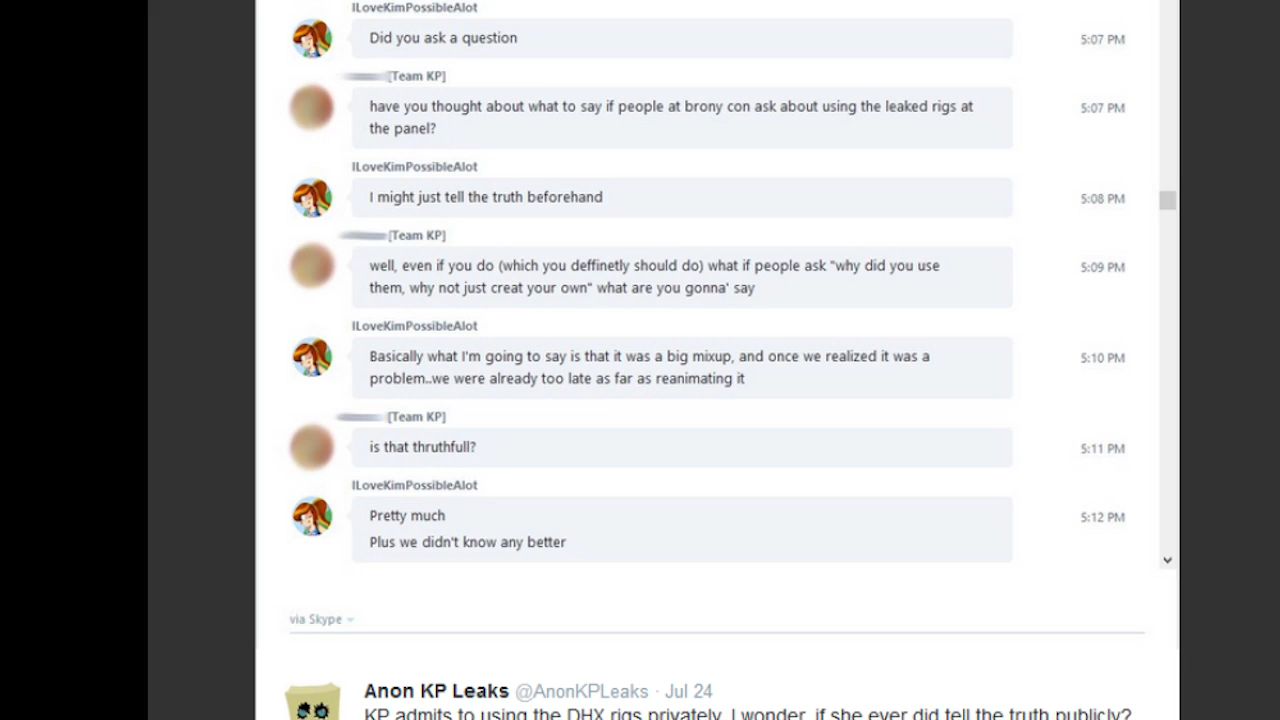 ILoveKimPossibleAlot
Did you ask a question
5:07 PM
[Team KP]
have you thought about what to say if people at brony con ask about using the leaked rigs at
the panel?
5:07 PM
ILoveKimPossibleAlot
I might just tell the truth beforehand
5:08 PM
[Team KP]
well, even if you do (which you deffinetly should do) what if people ask "why did you use
them, why not just creat your own" what are you gonna' say
5:09 PM
ILoveKimPossibleAlot
Basically what I'm going to say is that it was a big mixup, and once we realized it was a
problem..we were already too late as far as reanimating it
5:10 PM
[Team KP]
is that thruthfull?
5:11 PM
ILoveKimPossibleAlot
Pretty much
Plus we didn't know any better
5:12 PM
via Skype
Anon KP Leaks @AnonKPLeaks · Jul 24
KP admits to using the DHX rigs privately. I wonder, if she ever did tell the truth publicly?